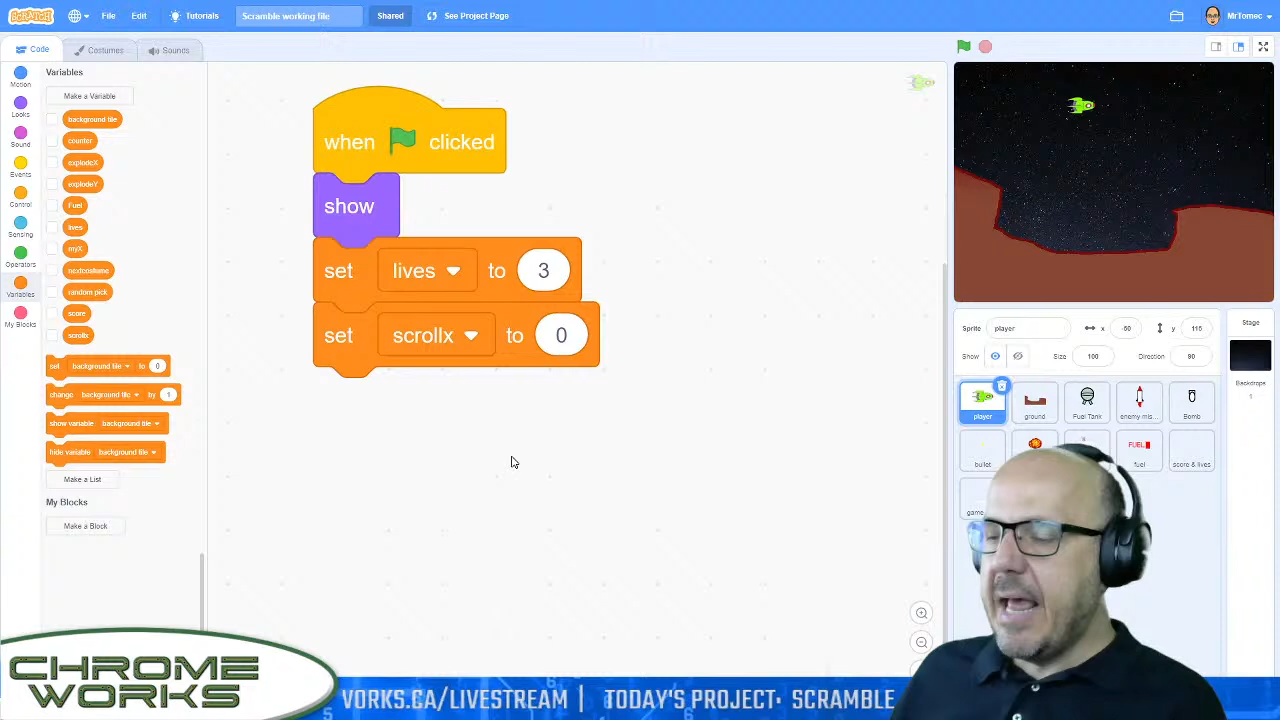 SCRATCH File Edit Tutorials Scramble working file Shared See Project Page MrTomec
Code Costumes Sounds
Motion
Looks
Sound
Events
Control
Sensing
Operators
Variables
My Blocks
Variables
Make a Variable
background tile
counter
explodeX
explodeY
Fuel
lives
myX
nextcostume
random pick
score
scrollx
set background tile to 0
change background tile by 1
show variable background tile
hide variable background tile
Make a List
My Blocks
Make a Block
when clicked
show
set lives to 3
set scrollx to 0
Sprite player x -60 y 115
Show Size 100 Direction 90
player ground Fuel Tank enemy mis... Bomb
bullet fuel score & lives
FUEL
game
Stage
Backdrops
1
CHROME
WORKS
VORKS.CA/LIVESTREAM | TODAY'S PROJECT: SCRAMBLE